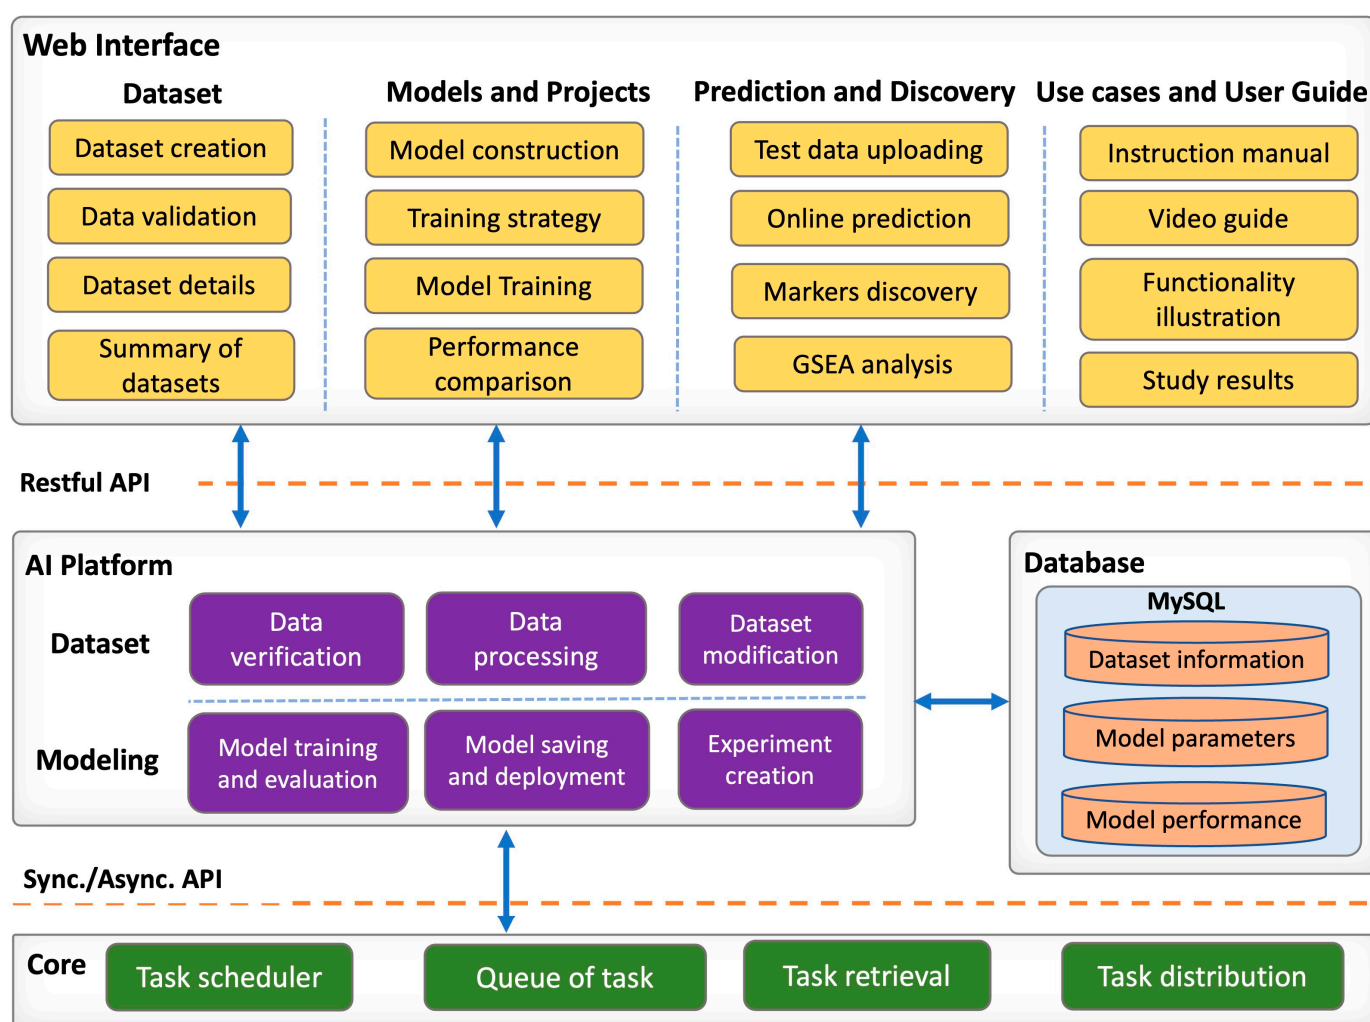 Web Interface
Dataset
Dataset creation
Data validation
Dataset details
Summary of
datasets
Models and Projects
Model construction
Training strategy
Model Training
Performance
comparison
Prediction and Discovery
Test data uploading
Online prediction
Markers discovery
GSEA analysis
Use cases and User Guide
Instruction manual
Video guide
Functionality
illustration
Study results
Restful API
AI Platform
Dataset
Data
verification
Data
processing
Dataset
modification
Modeling
Model training
and evaluation
Model saving
and deployment
Experiment
creation
Database
MySQL
Dataset information
Model parameters
Model performance
Sync./Async. API
Core
Task scheduler
Queue of task
Task retrieval
Task distribution